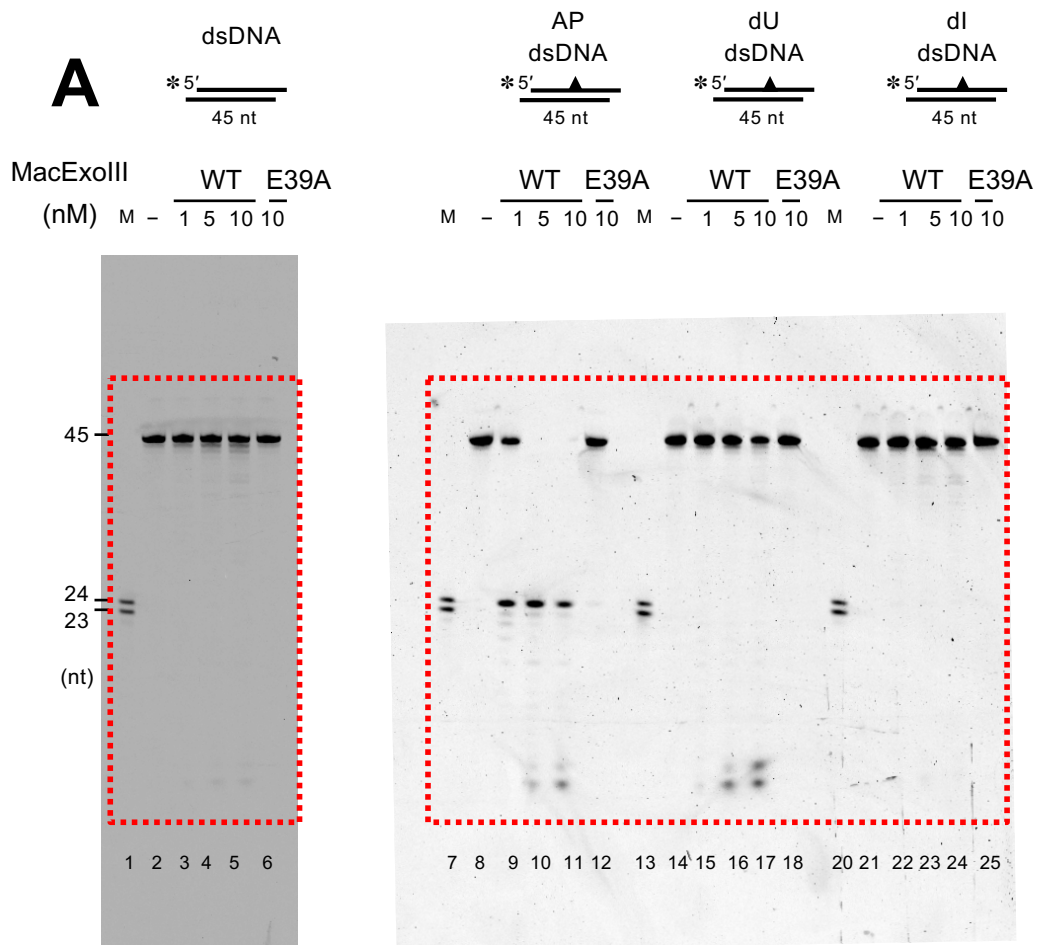 A
dsDNA
AP
dsDNA
dU
dsDNA
dI
dsDNA
* 5′
* 5′
* 5′
* 5′
45 nt
45 nt
45 nt
45 nt
MacExoIII
(nM)
WT E39A
WT E39A
WT E39A
WT E39A
M – 1 5 10 10
M – 1 5 10 10 M – 1 5 10 10 M – 1 5 10 10
45
24
23
(nt)
1 2 3 4 5 6
7 8 9 10 11 12 13 14 15 16 17 18 20 21 22 23 24 25